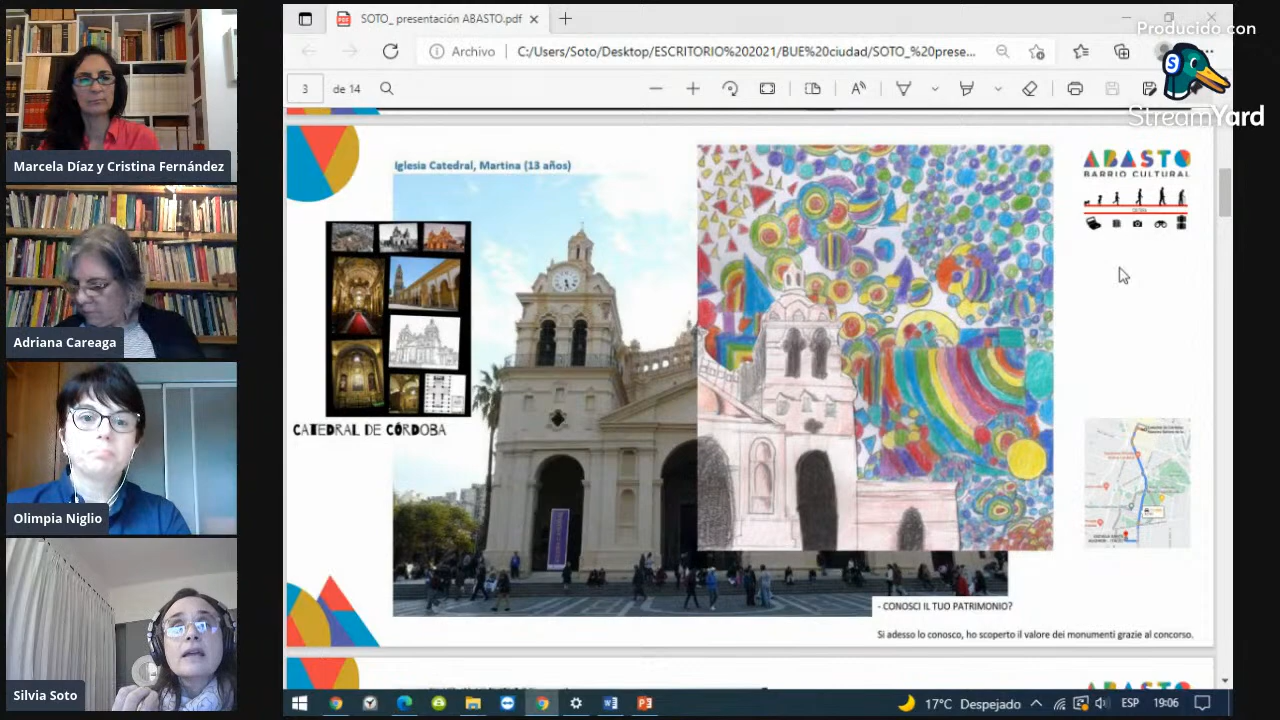 Marcela Díaz y Cristina Fernández
Adriana Careaga
Olimpia Niglio
Silvia Soto
SOTO_ presentación ABASTO.pdf
Archivo
C:/Users/Soto/Desktop/ESCRITORIO%202021/BUE%20ciudad/SOTO_%20prese...
3 de 14
Producido con
StreamYard
Iglesia Catedral, Martina (13 años)
CATEDRAL DE CÓRDOBA
ABASTO
BARRIO CULTURAL
- CONOSCI IL TUO PATRIMONIO?
Si adesso lo conosco, ho scoperto il valore dei monumenti grazie al concorso.
17°C Despejado
ESP
19:06